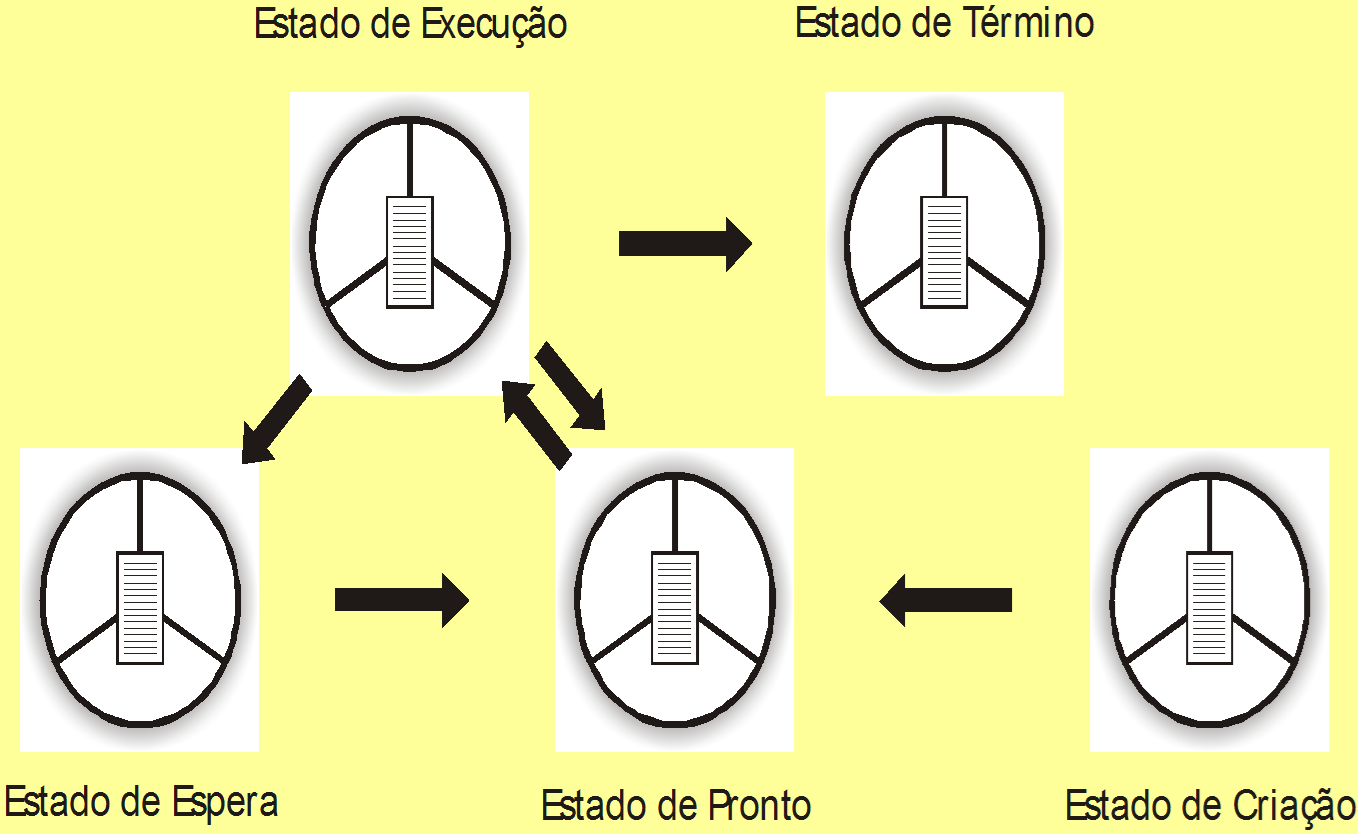 Estado de Execução
Estado de Término
Estado de Espera
Estado de Pronto
Estado de Criação